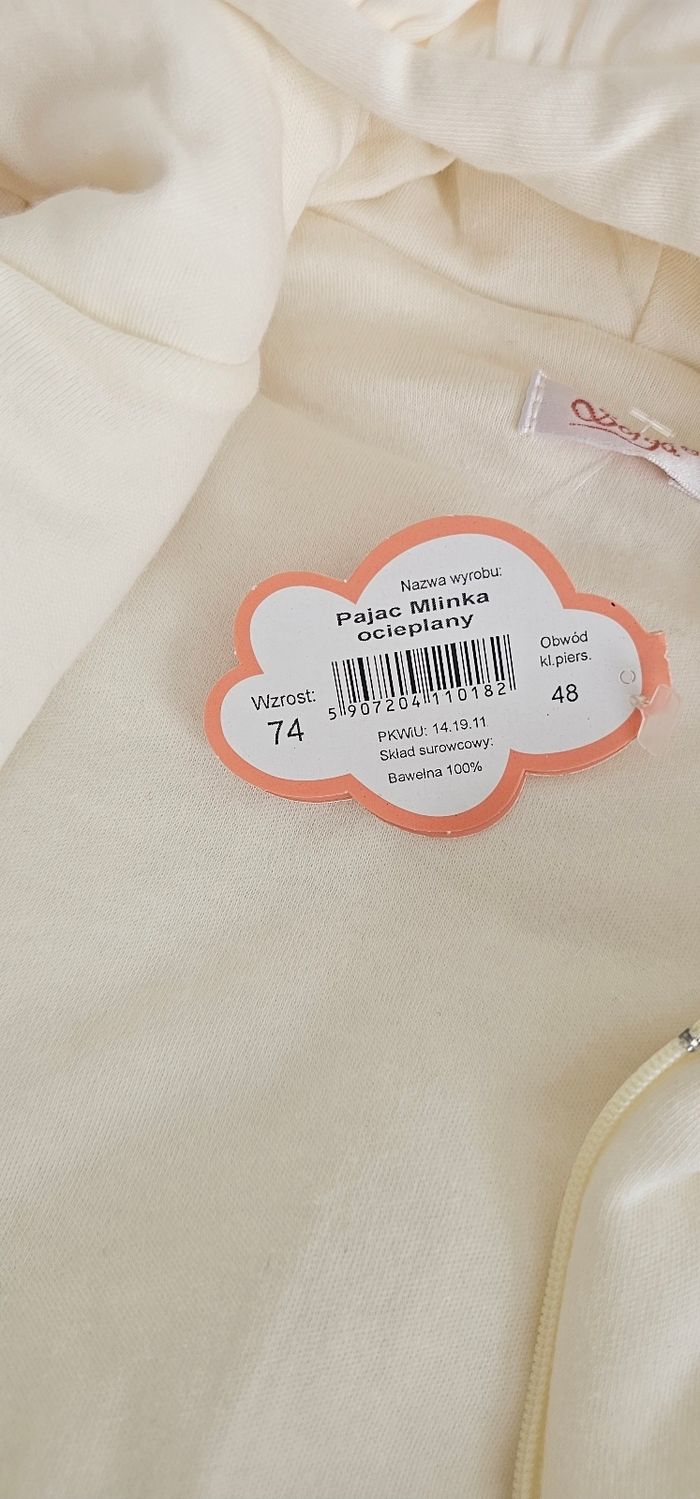 Nazwa wyrobu:
Pajac Mlinka
ocieplany
Wzrost:
74
5 907204 110182
Obwód
kl.piers.
48
PKWiU: 14.19.11
Skład surowcowy:
Bawełna 100%